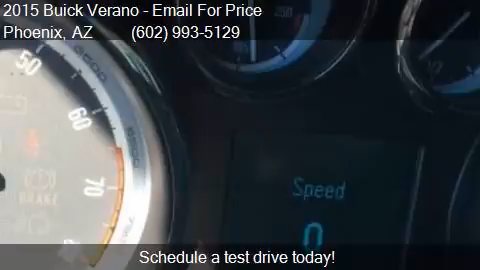 2015 Buick Verano - Email For Price
Phoenix, AZ (602) 993-5129
50
60
70
BRAKE
Speed
0
Schedule a test drive today!